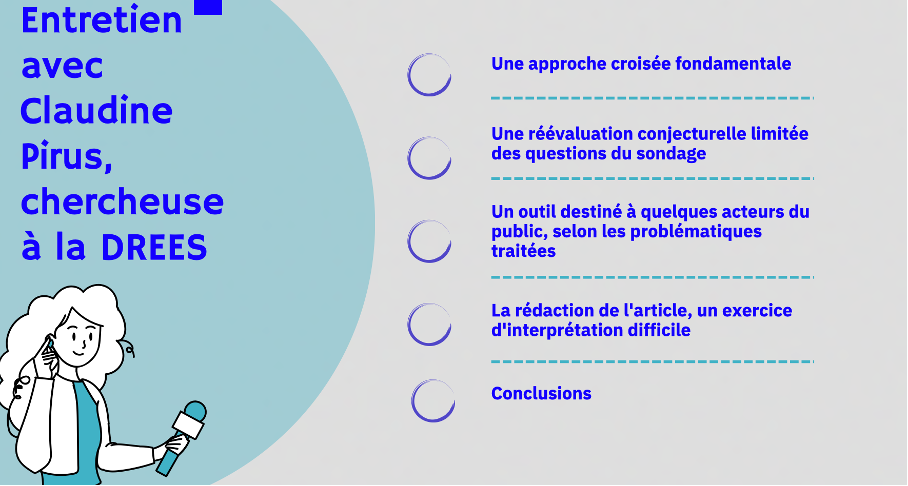 Entretien
avec
Claudine
Pirus,
chercheuse
à la DREES
Une approche croisée fondamentale
Une réévaluation conjecturelle limitée
des questions du sondage
Un outil destiné à quelques acteurs du
public, selon les problématiques
traitées
La rédaction de l'article, un exercice
d'interprétation difficile
Conclusions